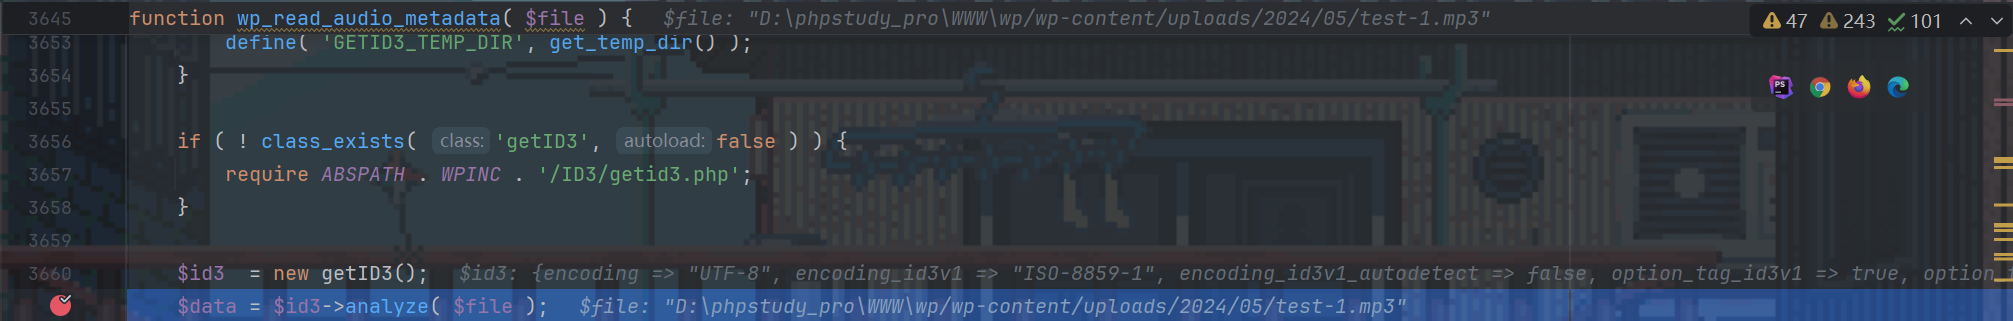 3645 function wp_read_audio_metadata( $file ) { $file: "D:\phpstudy_pro\WWW\wp/wp-content/uploads/2024/05/test-1.mp3" 47 243 101
3653 define( 'GETID3_TEMP_DIR', get_temp_dir() );
3654 }
3655
PS
3656 if ( ! class_exists( class: 'getID3', autoload: false ) ) {
3657 require ABSPATH . WPINC . '/ID3/getid3.php';
3658 }
3659
3660 $id3 = new getID3(); $id3: {encoding => "UTF-8", encoding_id3v1 => "ISO-8859-1", encoding_id3v1_autodetect => false, option_tag_id3v1 => true, option
$data = $id3->analyze( $file ); $file: "D:\phpstudy_pro\WWW\wp/wp-content/uploads/2024/05/test-1.mp3"